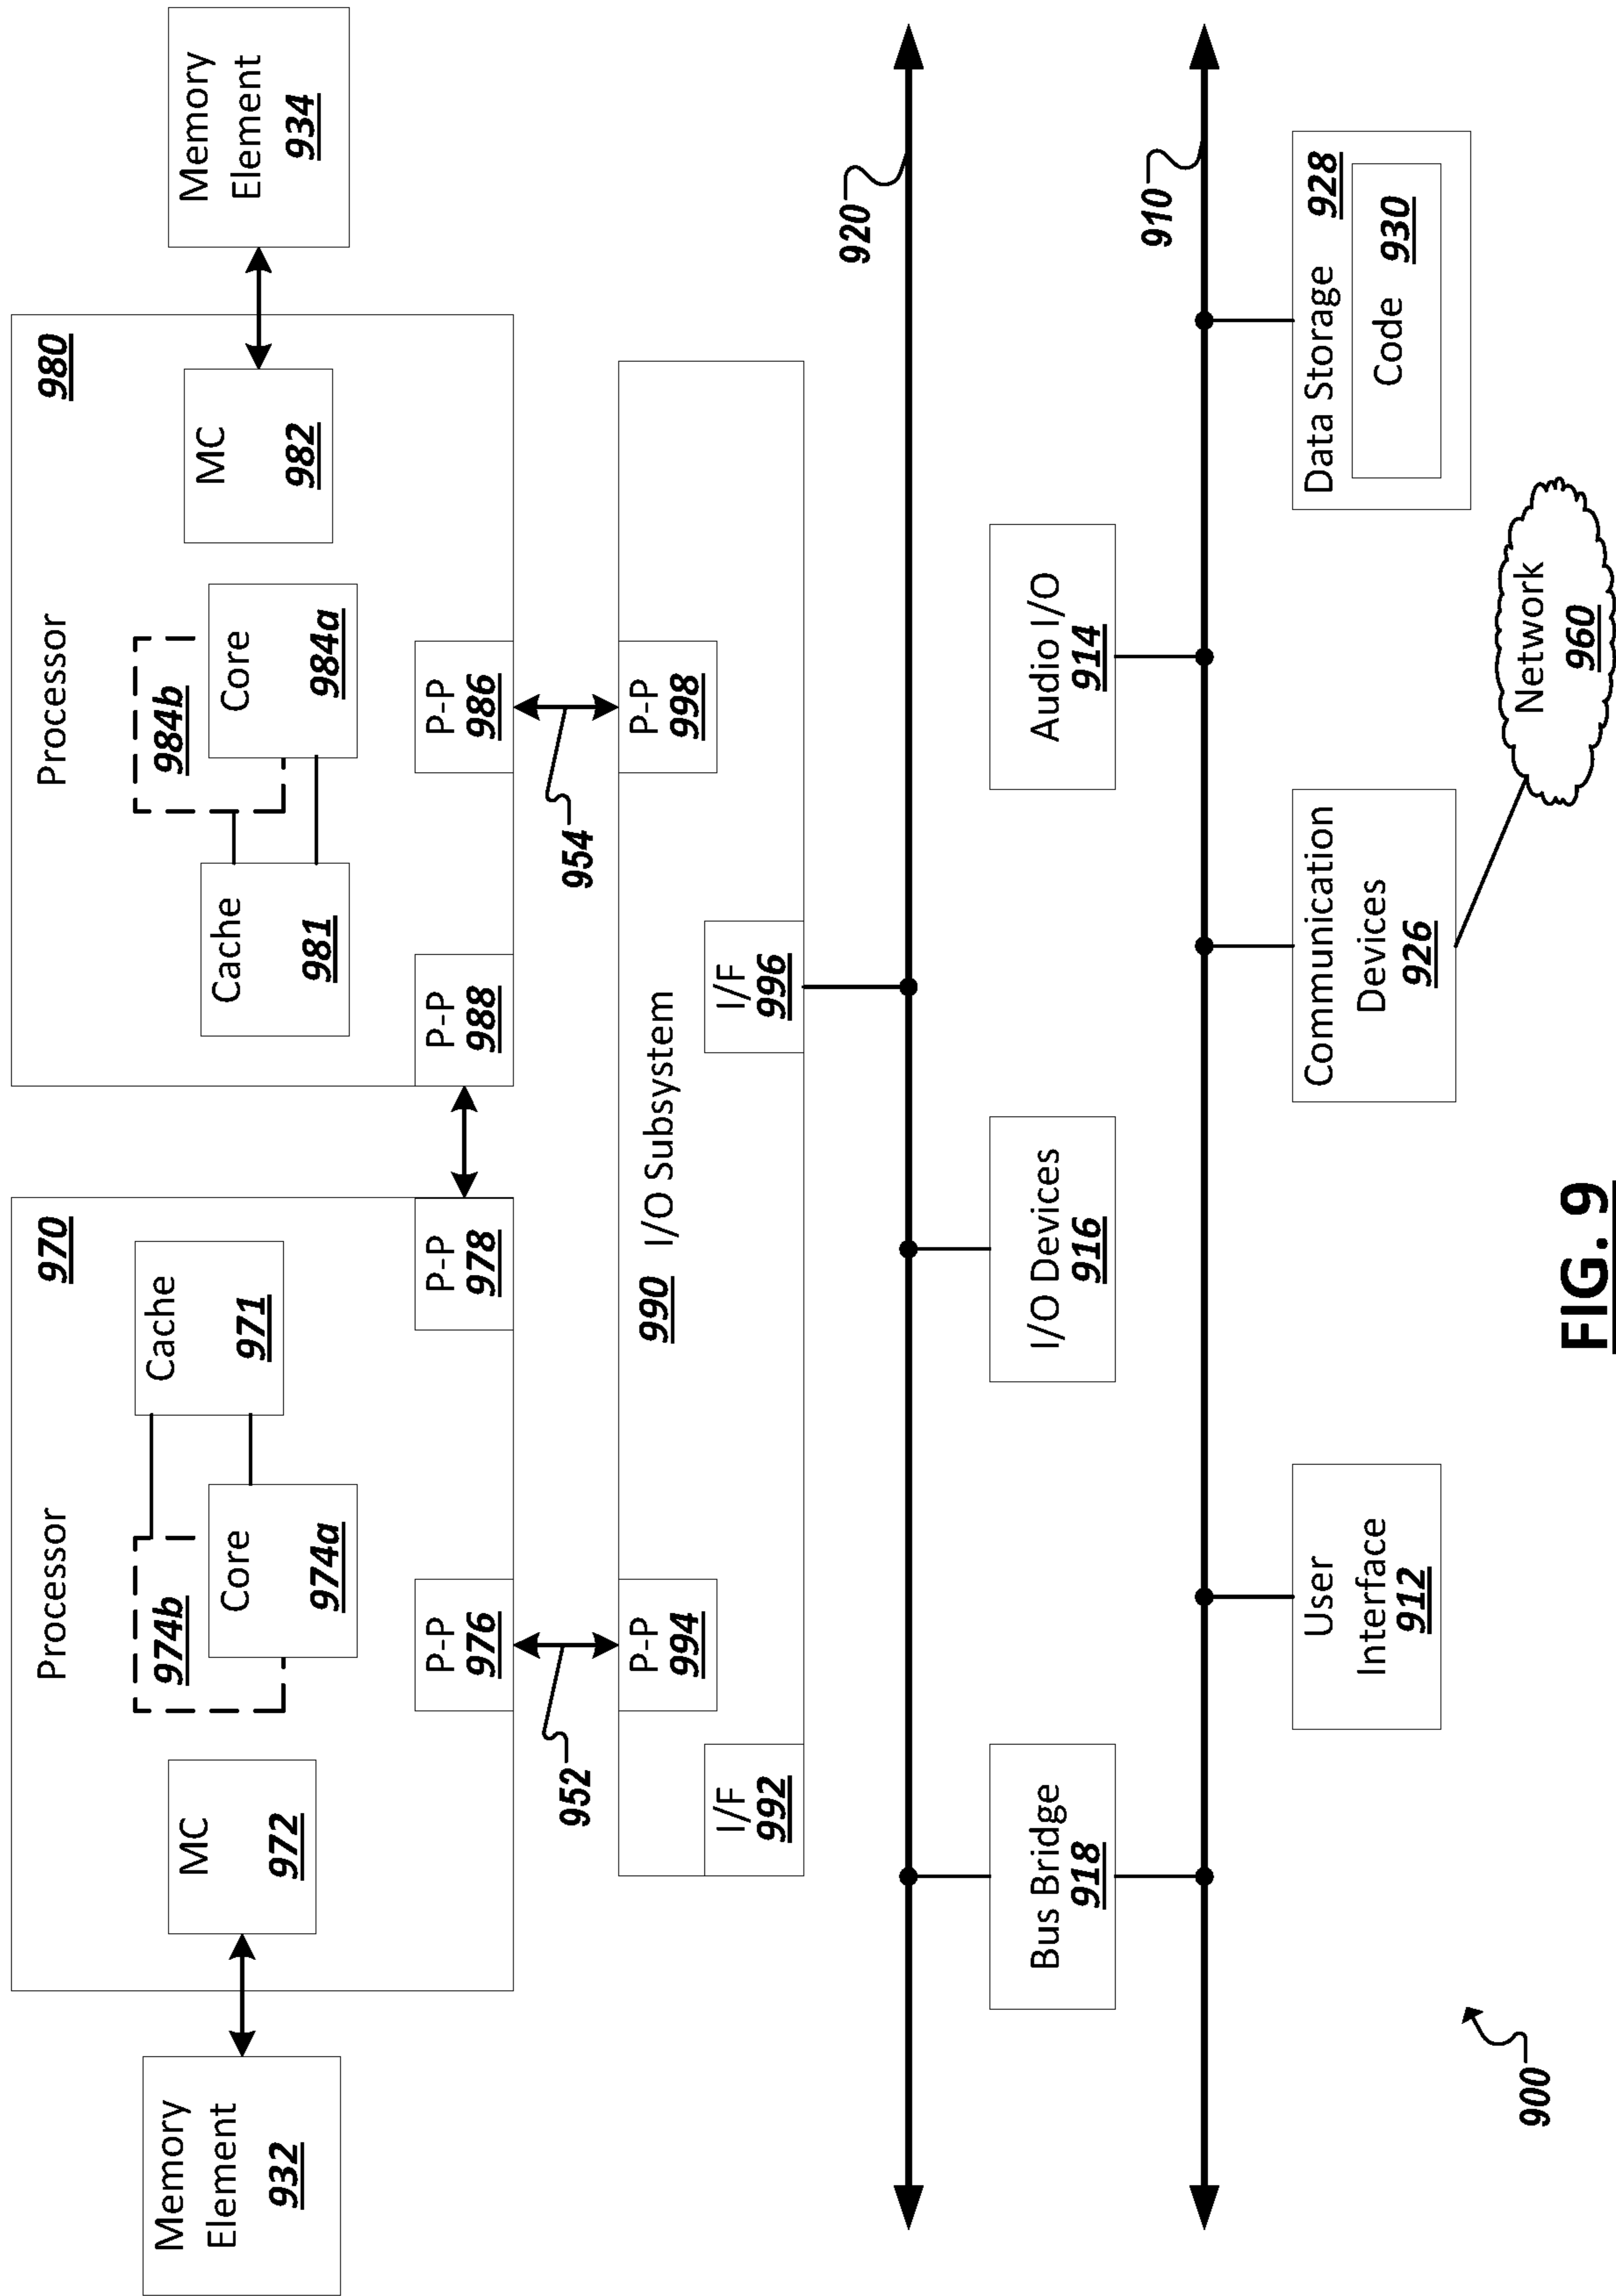 Memory
Element
932
Processor
970
MC
972
974b
Core
974a
Cache
971
P-P
976
P-P
978
Processor
980
Cache
981
984b
Core
984a
MC
982
P-P
988
P-P
986
Memory
Element
934
952
954
I/F
992
P-P
994
990 I/O Subsystem
I/F
996
P-P
998
920
Bus Bridge
918
I/O Devices
916
Audio I/O
914
910
User
Interface
912
Communication
Devices
926
Data Storage 928
Code 930
Network
960
900
FIG. 9